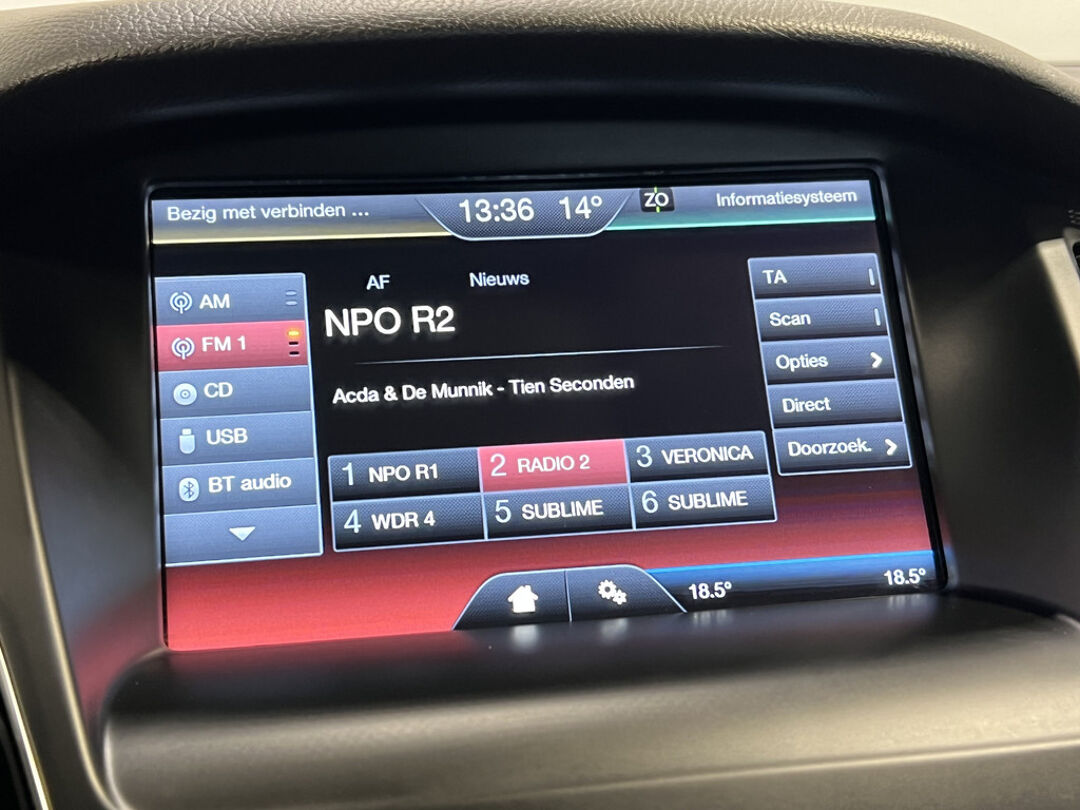 Bezig met verbinden ...
13:36 14°
ZO
Informatiesysteem
AM
FM 1
CD
USB
BT audio
AF Nieuws
NPO R2
Acda & De Munnik - Tien Seconden
1 NPO R1
2 RADIO 2
3 VERONICA
4 WDR 4
5 SUBLIME
6 SUBLIME
TA
Scan
Opties
Direct
Doorzoek.
18.5°
18.5°